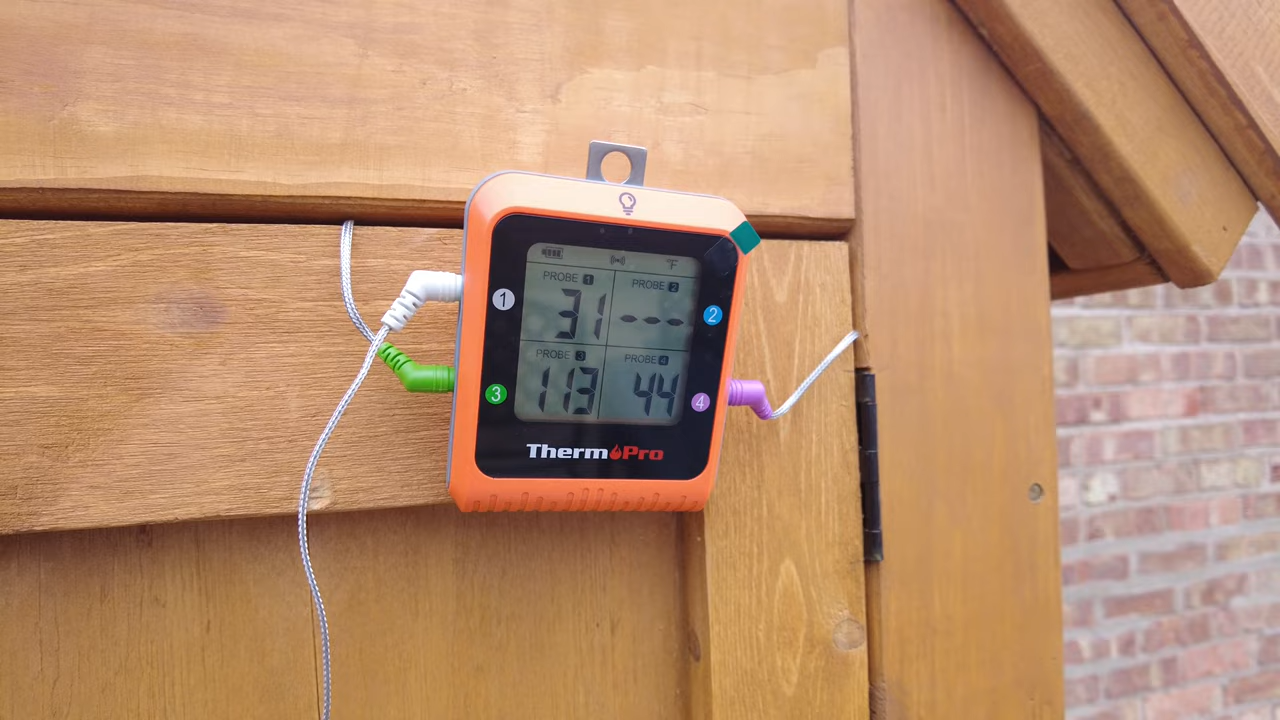 °F
PROBE 1
PROBE 2
31
---
1
2
PROBE 3
PROBE 4
113
44
3
4
ThermoPro